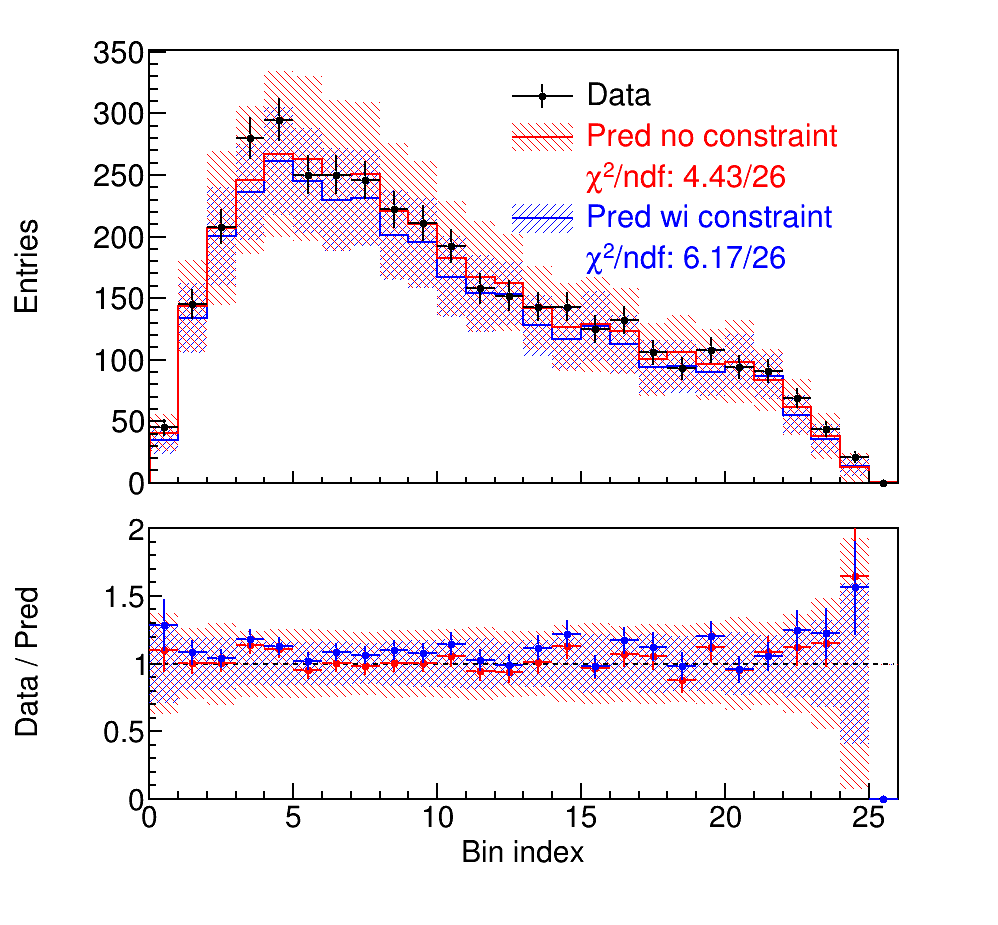 350
300
250
200
150
100
50
0
Entries
Data
Pred no constraint
χ²/ndf: 4.43/26
Pred wi constraint
χ²/ndf: 6.17/26
2
1.5
1
0.5
0
Data / Pred
0 5 10 15 20 25
Bin index